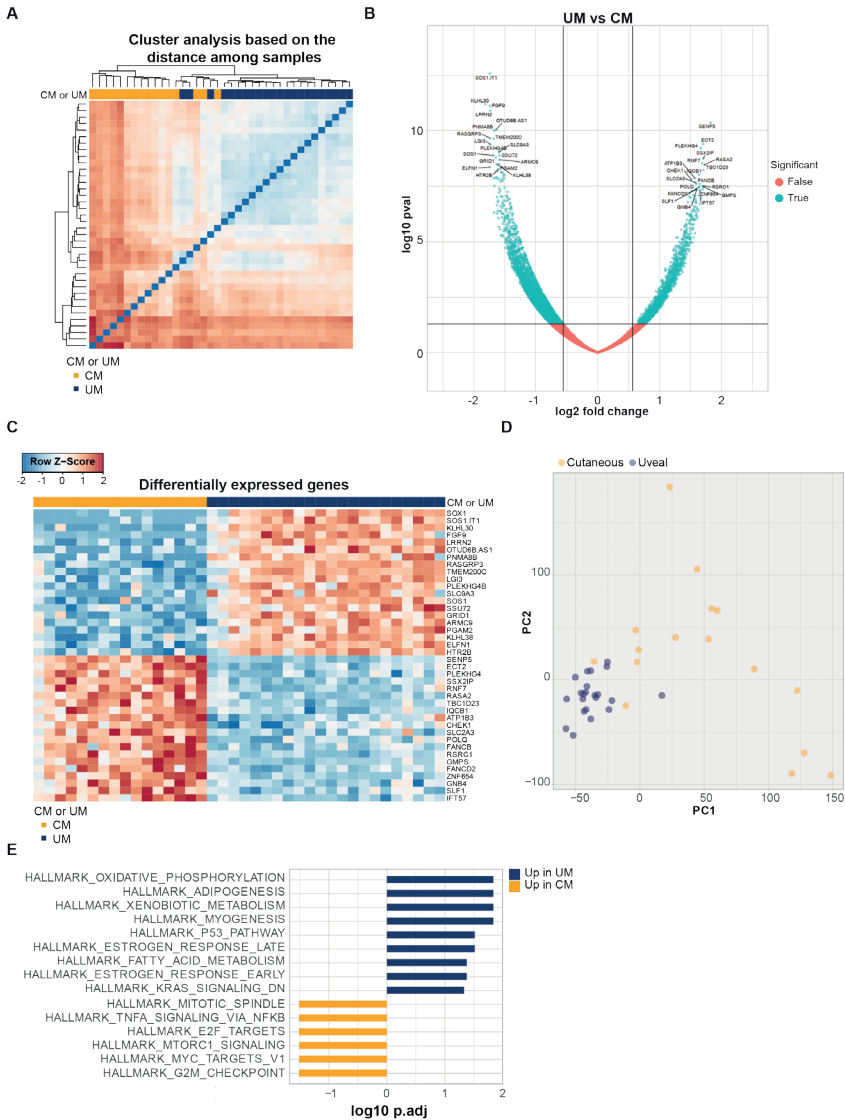 A
Cluster analysis based on the
distance among samples
CM or UM
CM or UM
CM
UM
B
UM vs CM
log10 pval
10
5
0
SOS1.IT1
KLHL30
FGF9
LRRN2
OTUD6B.AS1
PNMA8B
RASGRP3
TMEM200C
LGI3
SLC9A3
PLEKHG4B
SOS1
SSU72
GRID1
ARMC9
ELFN1
PGAM2
HTR2B
KLHL38
SENP5
ECT2
PLEKHG4
SSX2IP
RNF7
RASA2
ATP1B3
TBC1D23
CHEK1
IQCB1
SLC2A3
FANCB
POLQ
RSRC1
FANCD2
ZNF654
GMPS
SLF1
IFT57
GNB4
-2
-1
0
1
2
log2 fold change
Significant
False
True
C
Row Z-Score
-2 -1 0 1 2
Differentially expressed genes
CM or UM
SOX1
SOS1.IT1
KLHL30
FGF9
LRRN2
OTUD6B.AS1
PNMA8B
RASGRP3
TMEM200C
LGI3
PLEKHG4B
SLC9A3
SOS1
SSU72
GRID1
ARMC9
PGAM2
KLHL38
ELFN1
HTR2B
SENP5
ECT2
PLEKHG4
SSX2IP
RNF7
RASA2
TBC1D23
IQCB1
ATP1B3
CHEK1
SLC2A3
POLQ
FANCB
RSRC1
GMPS
FANCD2
ZNF654
GNB4
SLF1
IFT57
CM or UM
CM
UM
D
Cutaneous
Uveal
PC2
100
0
−100
−50
0
50
100
150
PC1
E
HALLMARK_OXIDATIVE_PHOSPHORYLATION
HALLMARK_ADIPOGENESIS
HALLMARK_XENOBIOTIC_METABOLISM
HALLMARK_MYOGENESIS
HALLMARK_P53_PATHWAY
HALLMARK_ESTROGEN_RESPONSE_LATE
HALLMARK_FATTY_ACID_METABOLISM
HALLMARK_ESTROGEN_RESPONSE_EARLY
HALLMARK_KRAS_SIGNALING_DN
HALLMARK_MITOTIC_SPINDLE
HALLMARK_TNFA_SIGNALING_VIA_NFKB
HALLMARK_E2F_TARGETS
HALLMARK_MTORC1_SIGNALING
HALLMARK_MYC_TARGETS_V1
HALLMARK_G2M_CHECKPOINT
−1
0
1
2
log10 p.adj
Up in UM
Up in CM